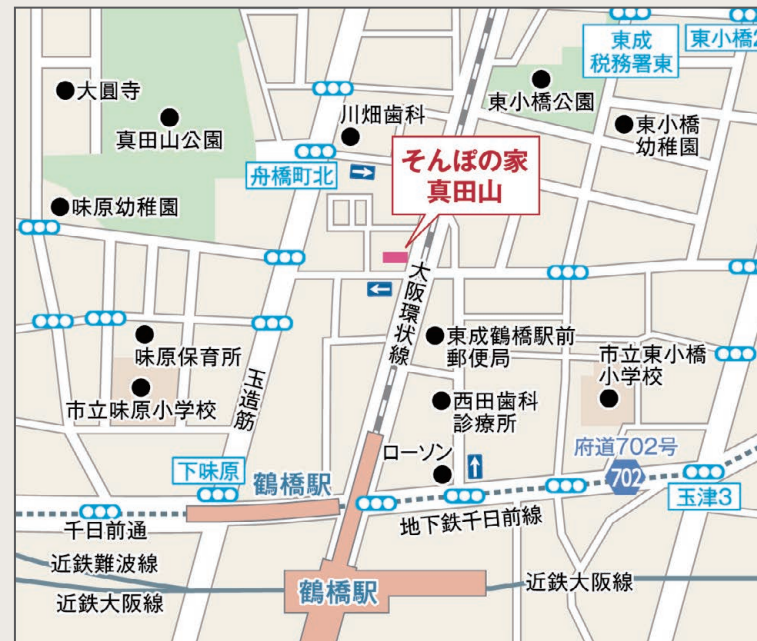 東成
税務署東
東小橋2
大圓寺
真田山公園
川畑歯科
東小橋公園
東小橋
幼稚園
舟橋町北
そんぽの家
真田山
味原幼稚園
大阪環状線
味原保育所
東成鶴橋駅前
郵便局
市立東小橋
小学校
市立味原小学校
玉造筋
西田歯科
診療所
ローソン
府道702号
702
下味原
鶴橋駅
玉津3
千日前通
地下鉄千日前線
近鉄難波線
近鉄大阪線
鶴橋駅
近鉄大阪線